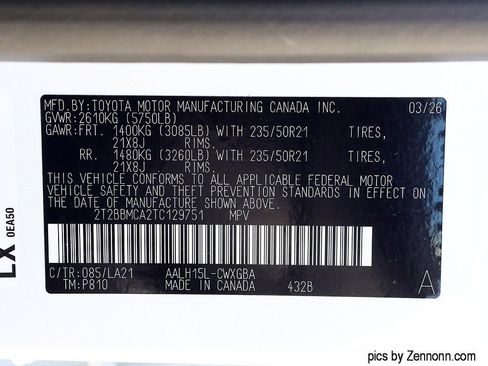 MFD.BY:TOYOTA MOTOR MANUFACTURING CANADA INC. 03/26
GVWR:2610KG (5750LB)
GAWR:FRT. 1400KG (3085LB) WITH 235/50R21 TIRES,
21X8J RIMS.
RR. 1480KG (3260LB) WITH 235/50R21 TIRES,
21X8J RIMS.
THIS VEHICLE CONFORMS TO ALL APPLICABLE FEDERAL MOTOR
VEHICLE SAFETY AND THEFT PREVENTION STANDARDS IN EFFECT ON
THE DATE OF MANUFACTURE SHOWN ABOVE.
2T2BBMCA2TC129751 MPV
C/TR:085/LA21 AALH15L-CWXGBA A
TM:P810 MADE IN CANADA 432B
LX 0EA50
pics by Zennonn.com